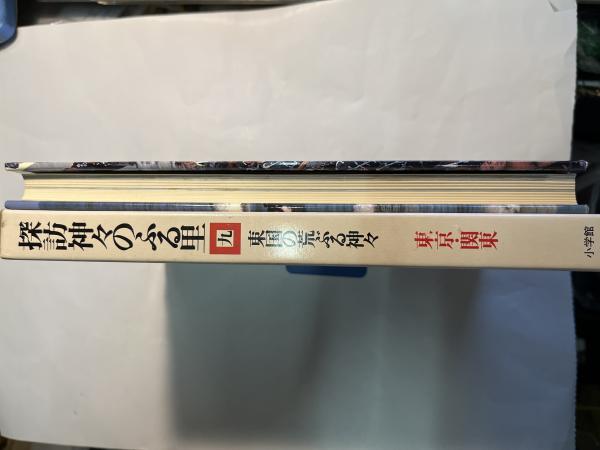 探訪神々のふる里 九 東国の荒ぶる神々 東京・関東 小学館